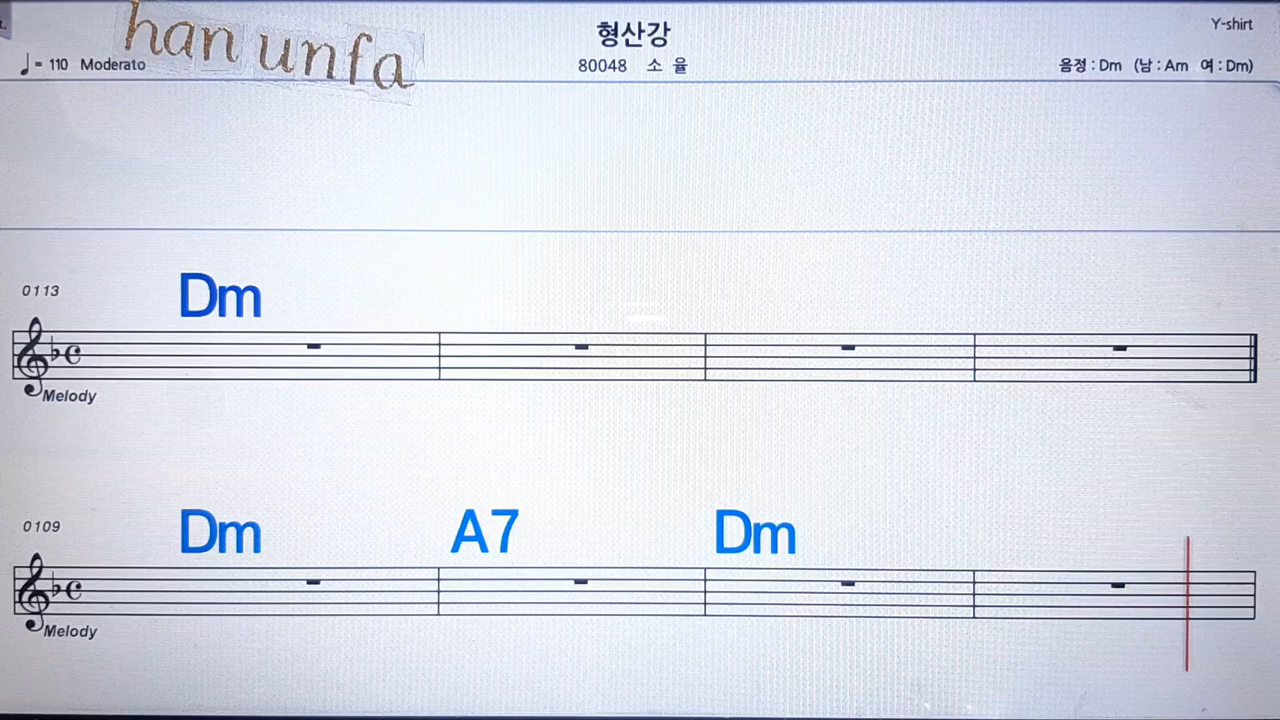 han unfa
형산강
Y-shirt
♩= 110 Moderato
80048 소 율
음정 : Dm (남 : Am 여 : Dm)
0113
Dm
Melody
0109
Dm A7 Dm
Melody